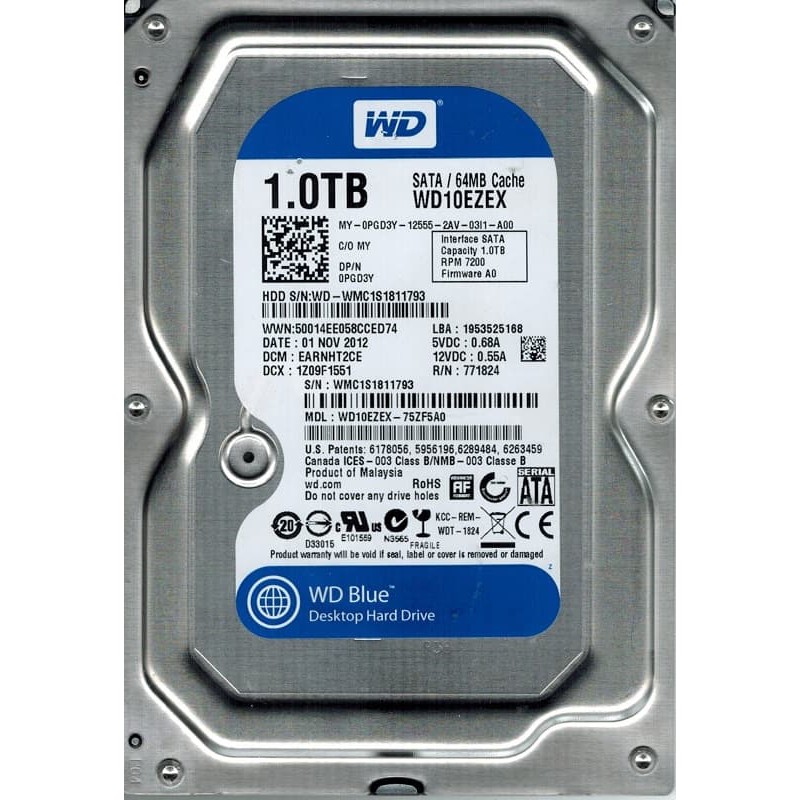 WD®
1.0TB
SATA / 64MB Cache
WD10EZEX
MY-0PGD3Y-12555-2AV-03I1-A00
C/O MY
DP/N
0PGD3Y
Interface SATA
Capacity 1.0TB
RPM 7200
Firmware A0
HDD S/N:WD-WMC1S1811793
WWN:50014EE058CCED74
DATE : 01 NOV 2012
DCM : EARNHT2CE
DCX : 1Z09F1551
LBA : 1953525168
5VDC : 0.68A
12VDC : 0.55A
R/N : 771824
S/N : WMC1S1811793
MDL : WD10EZEX-75ZF5A0
U.S. Patents: 6178056, 5956196,6289484, 6263459
Canada ICES-003 Class B/NMB-003 Classe B
Product of Malaysia
wd.com
RoHS
Do not cover any drive holes
AF
SERIAL
ATA
20
D33015
c RU us
E101559
N3565
FRAGILE
KCC-REM-
WDT-1824
CE
Product warranty will be void if seal, label or cover is removed or damaged
z
WD Blue™
Desktop Hard Drive